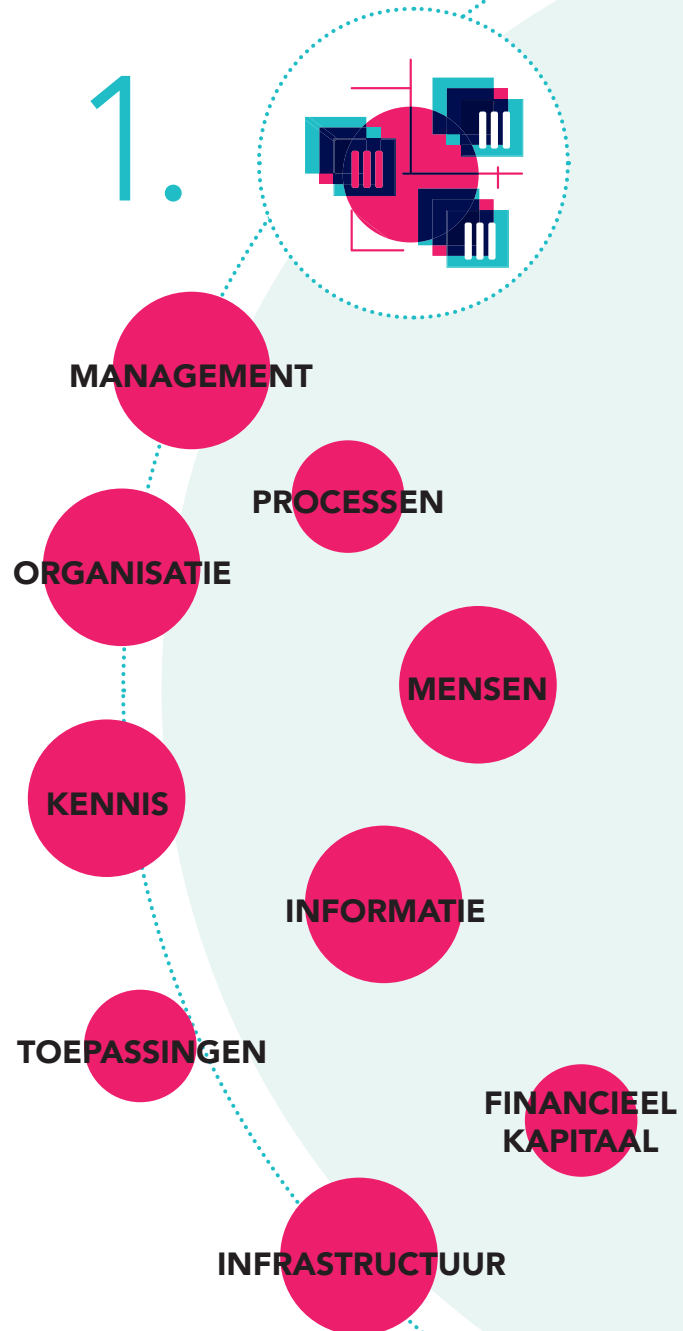 1.
MANAGEMENT
PROCESSEN
ORGANISATIE
MENSEN
KENNIS
INFORMATIE
TOEPASSINGEN
FINANCIEEL
KAPITAAL
INFRASTRUCTUUR